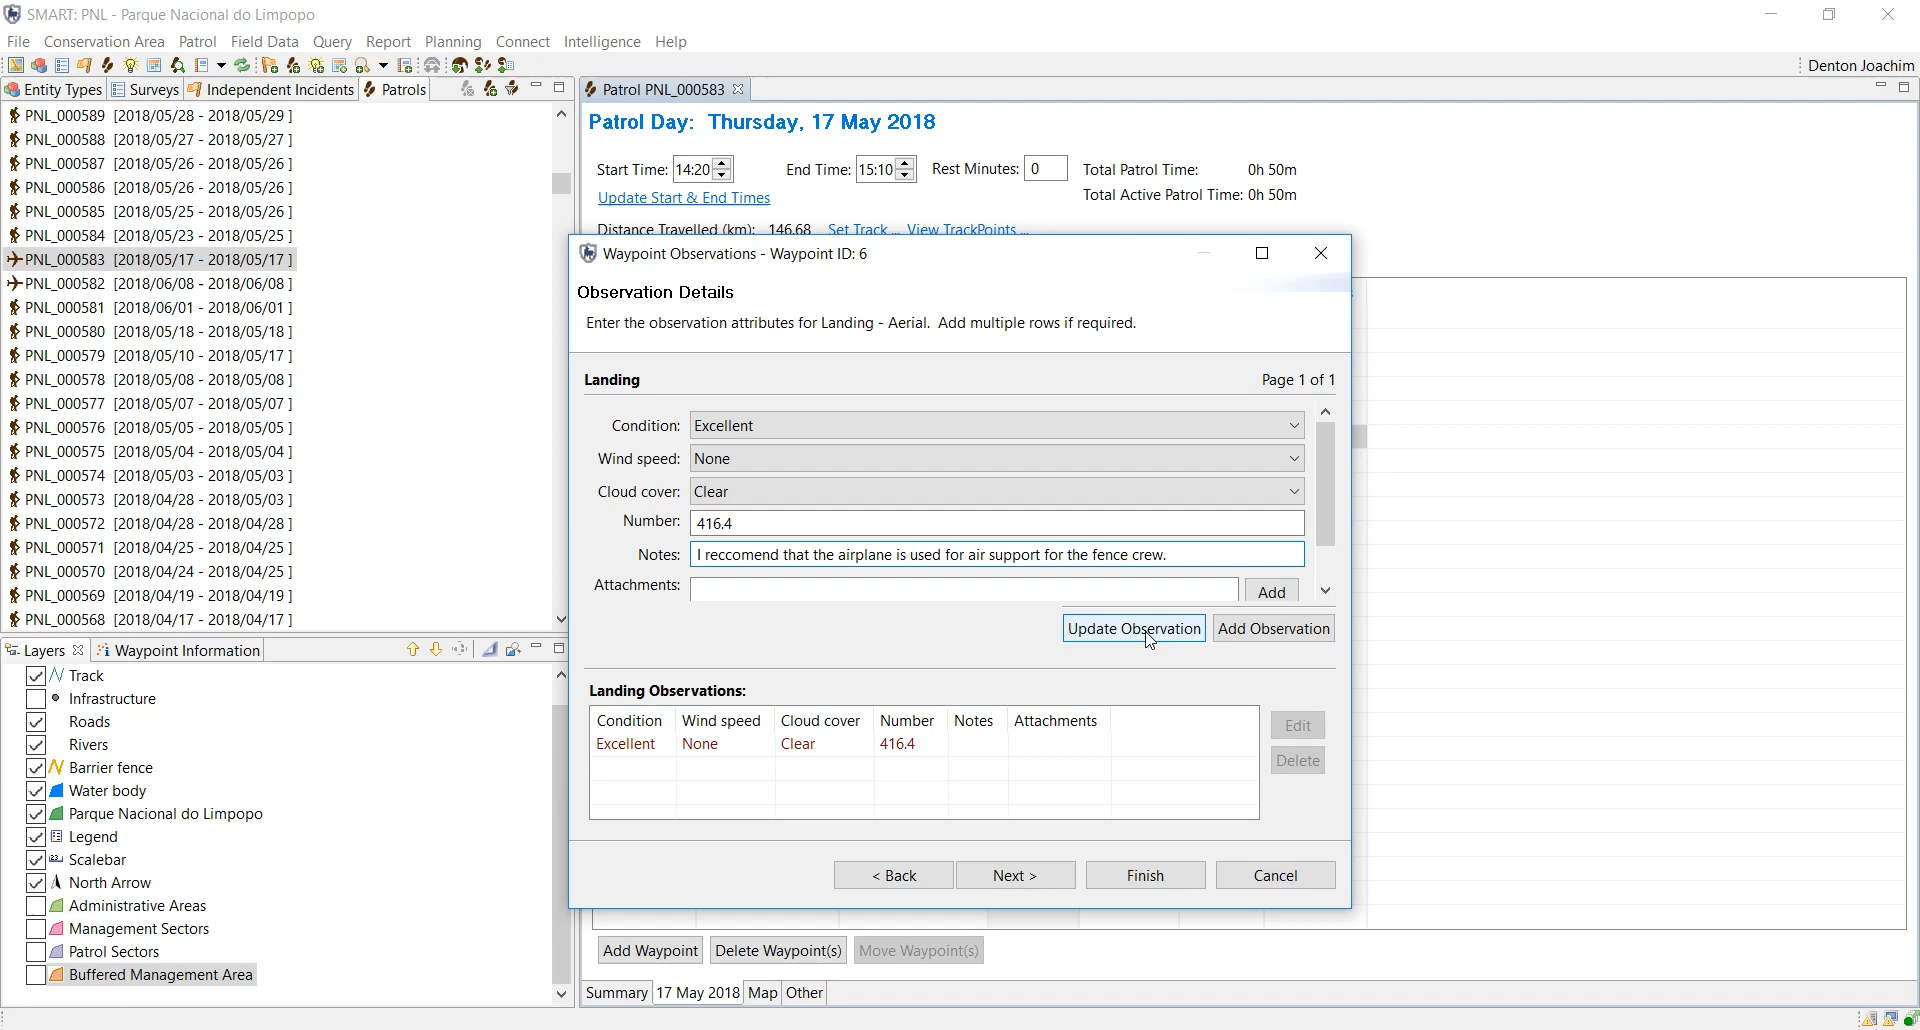 SMART: PNL - Parque Nacional do Limpopo
File Conservation Area Patrol Field Data Query Report Planning Connect Intelligence Help
Denton Joachim
Entity Types Surveys Independent Incidents Patrols
PNL_000589 [2018/05/28 - 2018/05/29 ]
PNL_000588 [2018/05/27 - 2018/05/27 ]
PNL_000587 [2018/05/26 - 2018/05/26 ]
PNL_000586 [2018/05/26 - 2018/05/26 ]
PNL_000585 [2018/05/25 - 2018/05/26 ]
PNL_000584 [2018/05/23 - 2018/05/25 ]
PNL_000583 [2018/05/17 - 2018/05/17 ]
PNL_000582 [2018/06/08 - 2018/06/08 ]
PNL_000581 [2018/06/01 - 2018/06/01 ]
PNL_000580 [2018/05/18 - 2018/05/18 ]
PNL_000579 [2018/05/10 - 2018/05/17 ]
PNL_000578 [2018/05/08 - 2018/05/08 ]
PNL_000577 [2018/05/07 - 2018/05/07 ]
PNL_000576 [2018/05/05 - 2018/05/05 ]
PNL_000575 [2018/05/04 - 2018/05/04 ]
PNL_000574 [2018/05/03 - 2018/05/03 ]
PNL_000573 [2018/04/28 - 2018/05/03 ]
PNL_000572 [2018/04/28 - 2018/04/28 ]
PNL_000571 [2018/04/25 - 2018/04/25 ]
PNL_000570 [2018/04/24 - 2018/04/25 ]
PNL_000569 [2018/04/19 - 2018/04/19 ]
PNL_000568 [2018/04/17 - 2018/04/17 ]
Layers Waypoint Information
Track
Infrastructure
Roads
Rivers
Barrier fence
Water body
Parque Nacional do Limpopo
Legend
Scalebar
North Arrow
Administrative Areas
Management Sectors
Patrol Sectors
Buffered Management Area
Patrol PNL_000583
Patrol Day: Thursday, 17 May 2018
Start Time: 14:20 End Time: 15:10 Rest Minutes: 0 Total Patrol Time: 0h 50m
Update Start & End Times Total Active Patrol Time: 0h 50m
Distance Travelled (km): 146.68 Set Track ... View TrackPoints ...
Waypoint Observations - Waypoint ID: 6
Observation Details
Enter the observation attributes for Landing - Aerial. Add multiple rows if required.
Landing Page 1 of 1
Condition: Excellent
Wind speed: None
Cloud cover: Clear
Number: 416.4
Notes: I reccomend that the airplane is used for air support for the fence crew.
Attachments: Add
Update Observation Add Observation
Landing Observations:
Condition Wind speed Cloud cover Number Notes Attachments Edit
Excellent None Clear 416.4
Delete
< Back Next > Finish Cancel
Add Waypoint Delete Waypoint(s) Move Waypoint(s)
Summary 17 May 2018 Map Other